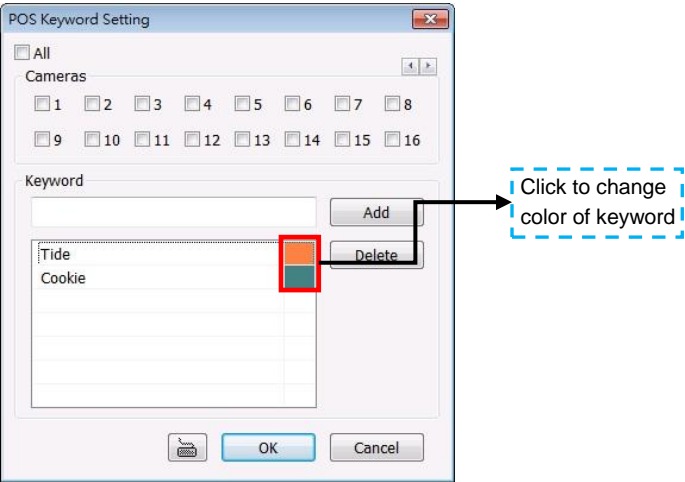 POS Keyword Setting
All
Cameras
1 2 3 4 5 6 7 8
9 10 11 12 13 14 15 16
Keyword
Add
Tide
Delete
Cookie
OK Cancel
Click to change
color of keyword